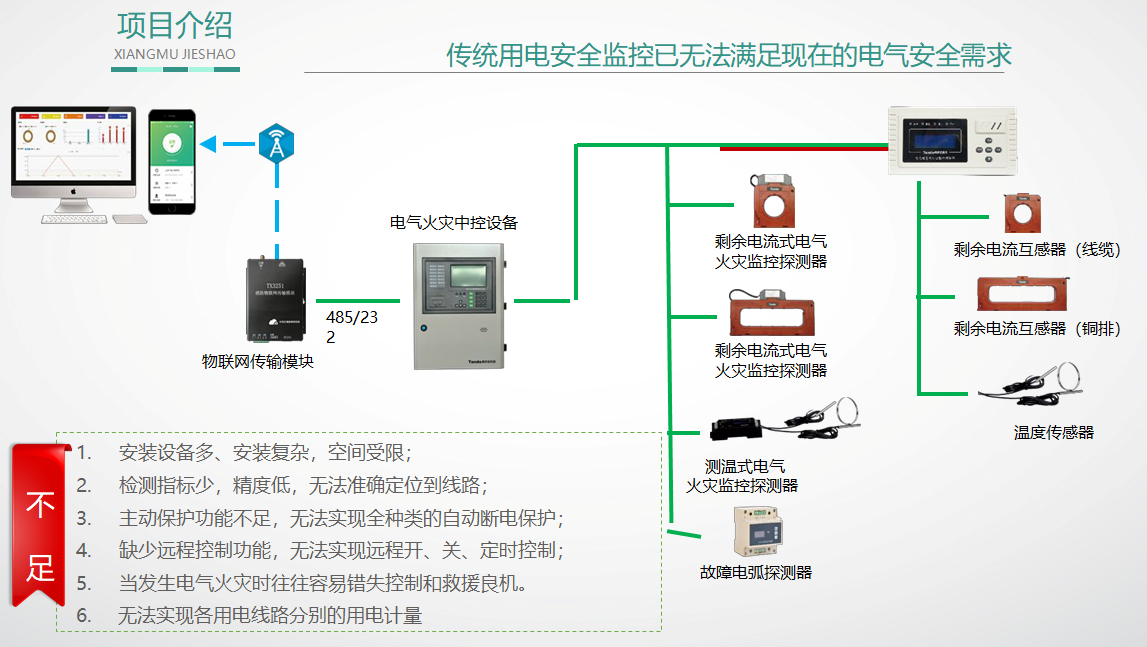 项目介绍
XIANGMU JIESHAO
传统用电安全监控已无法满足现在的电气安全需求
电气火灾中控设备
剩余电流式电气
火灾监控探测器
剩余电流互感器（线缆）
TX3251
485/23
2
物联网传输模块
Tanda
剩余电流式电气
火灾监控探测器
剩余电流互感器（铜排）
测温式电气
火灾监控探测器
温度传感器
故障电弧探测器
不足
1. 安装设备多、安装复杂，空间受限；
2. 检测指标少，精度低，无法准确定位到线路；
3. 主动保护功能不足，无法实现全种类的自动断电保护；
4. 缺少远程控制功能，无法实现远程开、关、定时控制；
5. 当发生电气火灾时往往容易错失控制和救援良机。
6. 无法实现各用电线路分别的用电计量